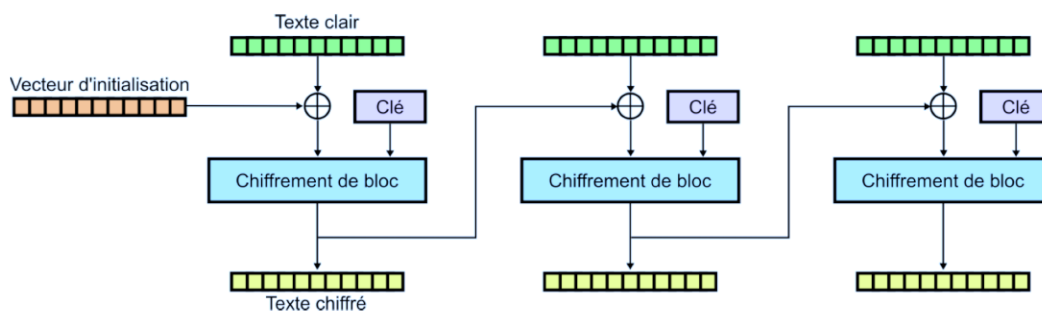 Texte clair
Vecteur d'initialisation
Clé
Clé
Clé
Chiffrement de bloc
Chiffrement de bloc
Chiffrement de bloc
Texte chiffré